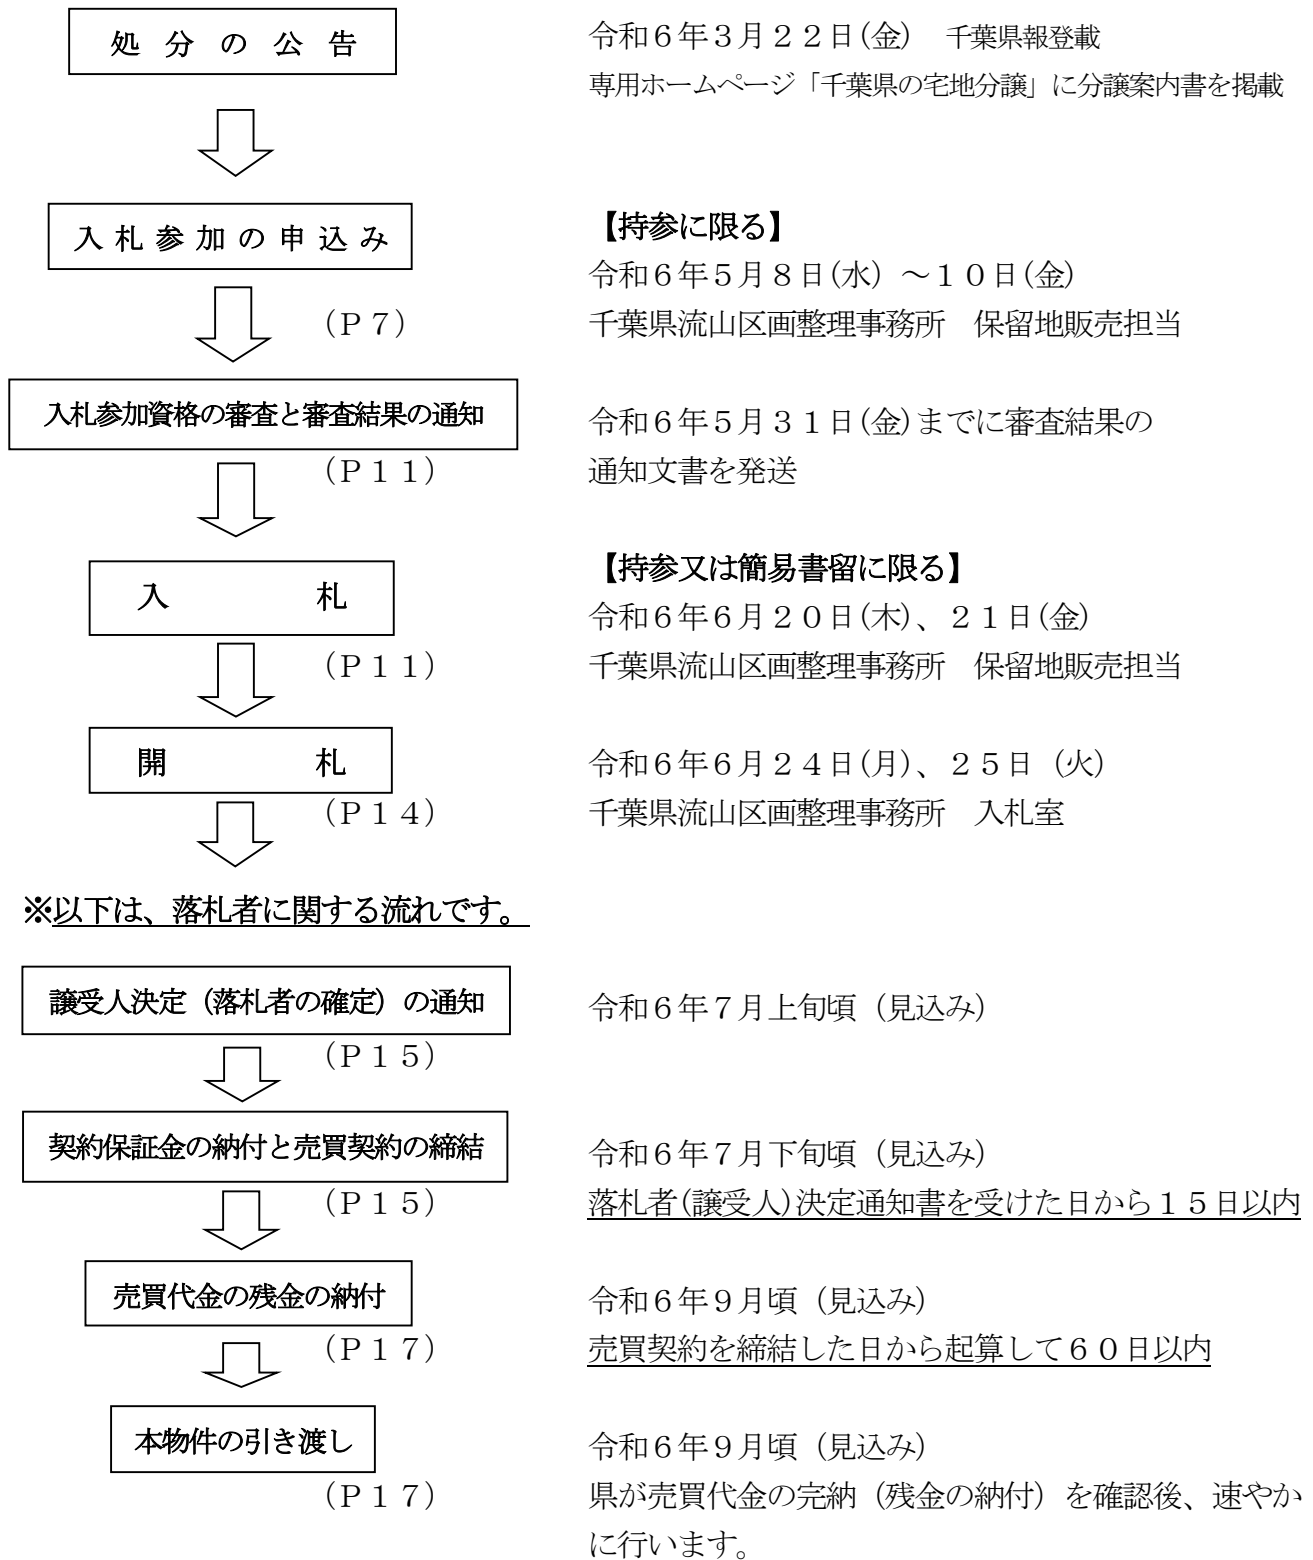 処分の公告
令和６年３月２２日(金)　千葉県報登載
専用ホームページ「千葉県の宅地分譲」に分譲案内書を掲載
入札参加の申込み
（Ｐ７）
【持参に限る】
令和６年５月８日(水)～１０日(金)
千葉県流山区画整理事務所　保留地販売担当
入札参加資格の審査と審査結果の通知
（Ｐ１１）
令和６年５月３１日(金)までに審査結果の
通知文書を発送
入　　　　　札
（Ｐ１１）
【持参又は簡易書留に限る】
令和６年６月２０日(木)、２１日(金)
千葉県流山区画整理事務所　保留地販売担当
開　　　　　札
（Ｐ１４）
令和６年６月２４日(月)、２５日（火）
千葉県流山区画整理事務所　入札室
※以下は、落札者に関する流れです。
譲受人決定（落札者の確定）の通知
（Ｐ１５）
令和６年７月上旬頃（見込み）
契約保証金の納付と売買契約の締結
（Ｐ１５）
令和６年７月下旬頃（見込み）
落札者(譲受人)決定通知書を受けた日から１５日以内
売買代金の残金の納付
（Ｐ１７）
令和６年９月頃（見込み）
売買契約を締結した日から起算して６０日以内
本物件の引き渡し
（Ｐ１７）
令和６年９月頃（見込み）
県が売買代金の完納（残金の納付）を確認後、速やか
に行います。